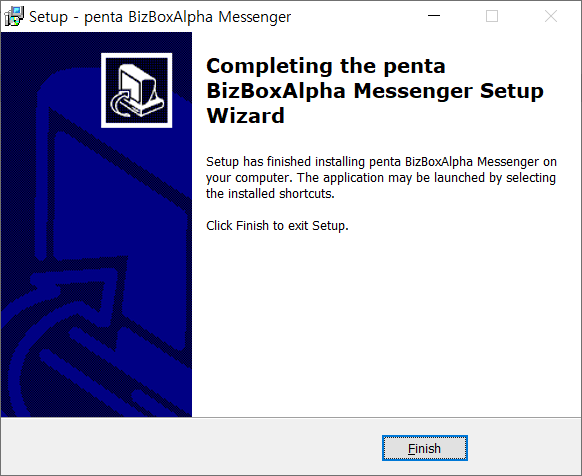 Setup - penta BizBoxAlpha Messenger
Completing the penta
BizBoxAlpha Messenger Setup
Wizard
Setup has finished installing penta BizBoxAlpha Messenger on
your computer. The application may be launched by selecting
the installed shortcuts.
Click Finish to exit Setup.
Finish